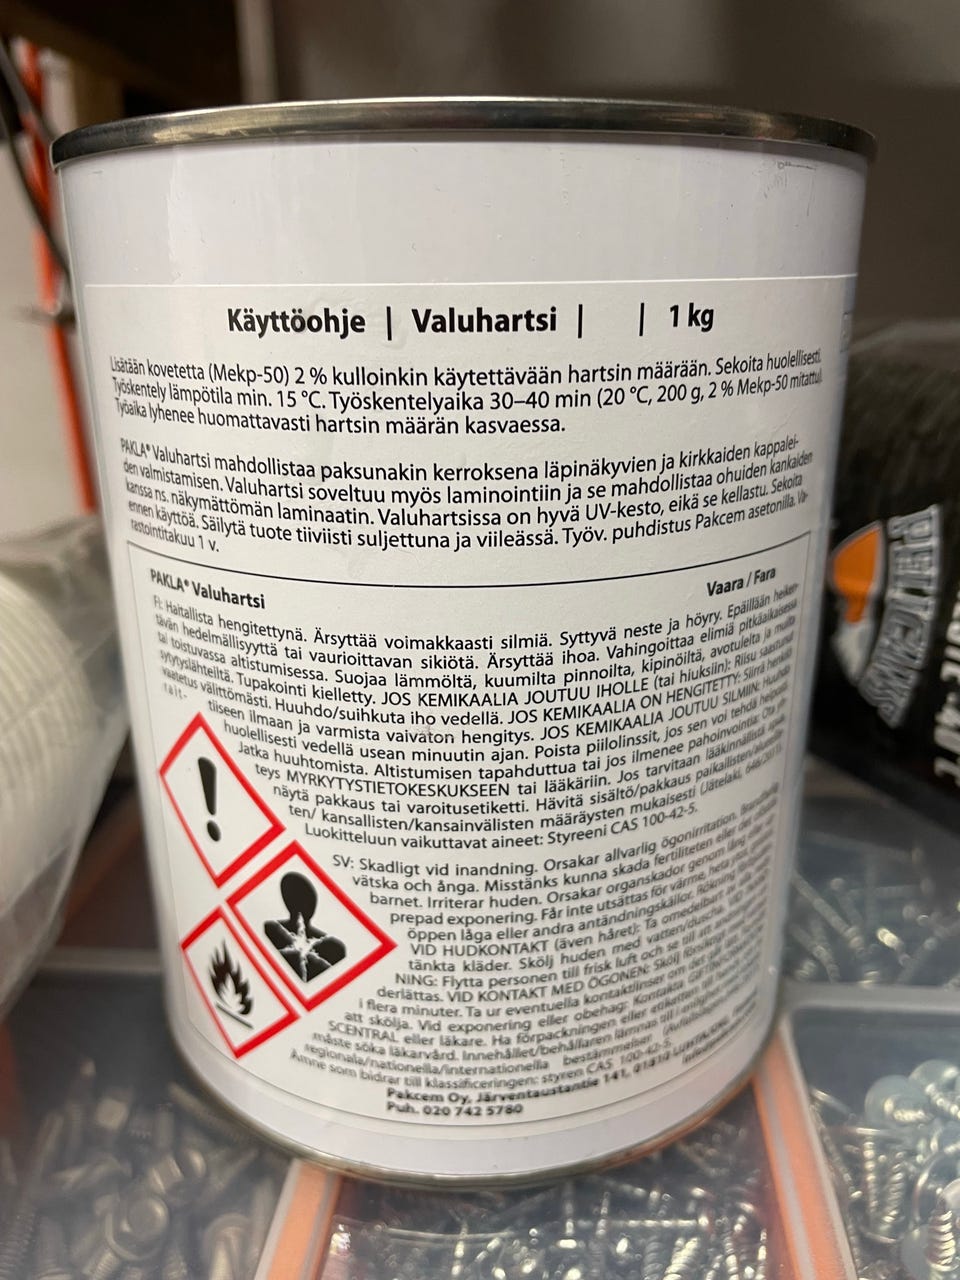 Käyttöohje | Valuhartsi | | 1 kg
Lisätään kovetetta (Mekp-50) 2 % kulloinkin käytettävään hartsin määrään. Sekoita huolellisesti.
Työskentely lämpötila min. 15 °C. Työskentelyaika 30–40 min (20 °C, 200 g, 2 % Mekp-50 mitattu).
Työaika lyhenee huomattavasti hartsin määrän kasvaessa.
PAKLA® Valuhartsi mahdollistaa paksunakin kerroksena läpinäkyvien ja kirkkaiden kappalei-
den valmistamisen. Valuhartsi soveltuu myös laminointiin ja se mahdollistaa ohuiden kankaiden
kanssa ns. näkymättömän laminaatin. Valuhartsissa on hyvä UV-kesto, eikä se kellastu. Sekoita
ennen käyttöä. Säilytä tuote tiiviisti suljettuna ja viileässä. Työv. puhdistus Pakcem asetonilla. Va-
rastointitakuu 1 v.
PAKLA® Valuhartsi
Vaara / Fara
FI: Haitallista hengitettynä. Ärsyttää voimakkaasti silmiä. Syttyvä neste ja höyry. Epäillään heiken-
tävän hedelmällisyyttä tai vaurioittavan sikiötä. Ärsyttää ihoa. Vahingoittaa elimiä pitkäaikaisessa
tai toistuvassa altistumisessa. Suojaa lämmöltä, kuumilta pinnoilta, kipinöiltä, avotulelta ja muilta
sytytyslähteiltä. Tupakointi kielletty. JOS KEMIKAALIA JOUTUU IHOLLE (tai hiuksiin): Riisu saastunut
vaatetus välittömästi. Huuhdo/suihkuta iho vedellä. JOS KEMIKAALIA ON HENGITETTY: Siirrä henkilö
rait-
tiiseen ilmaan ja varmista vaivaton hengitys. JOS KEMIKAALIA JOUTUU SILMIIN: Huuhdo
huolellisesti vedellä usean minuutin ajan. Poista piilolinssit, jos sen voi tehdä helposti.
Jatka huuhtomista. Altistumisen tapahduttua tai jos ilmenee pahoinvointia: Ota yh-
teys MYRKYTYSTIETOKESKUKSEEN tai lääkäriin. Jos tarvitaan lääkinnällistä apua,
näytä pakkaus tai varoitusetiketti. Hävitä sisältö/pakkaus paikallisten/alueellis-
ten/ kansallisten/kansainvälisten määräysten mukaisesti (Jätelaki, 646/2011).
Luokitteluun vaikuttavat aineet: Styreeni CAS 100-42-5.
SV: Skadligt vid inandning. Orsakar allvarlig ögonirritation. Brandfarlig
vätska och ånga. Misstänks kunna skada fertiliteten eller det ofödda
barnet. Irriterar huden. Orsakar organskador genom lång eller
prepad exponering. Får inte utsättas för värme, heta ytor,
öppen låga eller andra antändningskällor. Rökning
VID HUDKONTAKT (även håret): Ta omedelbart av alla
tänkta kläder. Skölj huden med vatten/duscha. VID
NING: Flytta personen till frisk luft och se till att
derlättas. VID KONTAKT MED ÖGONEN: Skölj försiktigt
i flera minuter. Ta ur eventuella kontaktlinser om det
att skölja. Vid exponering eller obehag: Kontakta GIFTINFORMATION
SCENTRAL eller läkare. Ha förpackningen eller etiketten till
måste söka läkarvård. Innehållet/behållaren lämnas till
regionala/nationella/internationella bestämmelser
Ämne som bidrar till klassificeringen: styren CAS 100-42-5.
Pakcem Oy, Järventaustantie 141, 01810
Puh. 020 742 5780